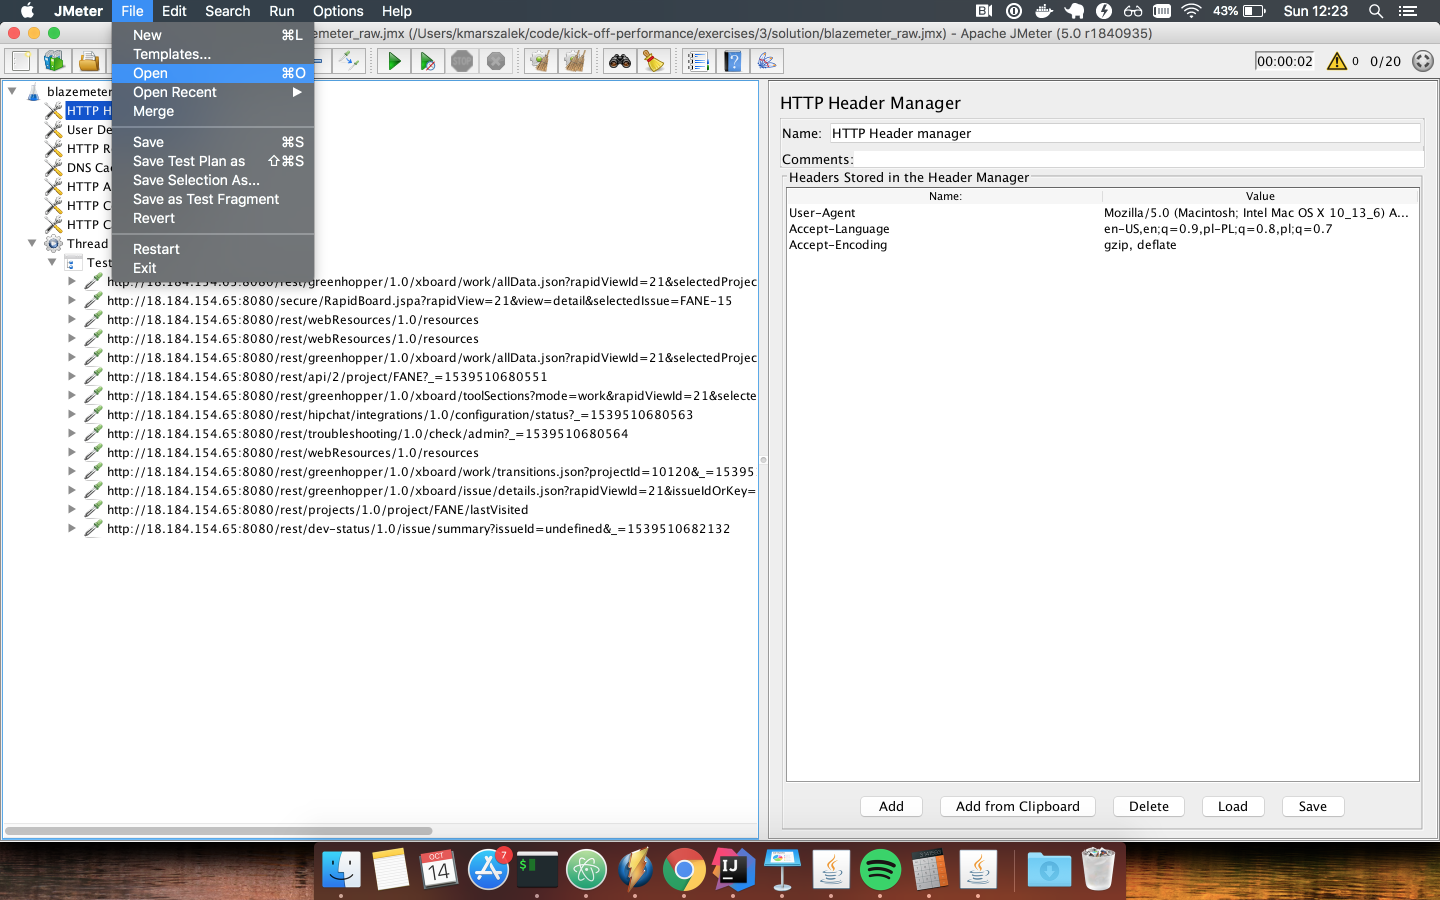 JMeter File Edit Search Run Options Help 43% Sun 12:23
emeter_raw.jmx (/Users/kmarszalek/code/kick-off-performance/exercises/3/solution/blazemeter_raw.jmx) - Apache JMeter (5.0 r1840935)
00:00:02 0 0/20
New ⌘L
Templates...
Open ⌘O
Open Recent ▶
Merge
Save ⌘S
Save Test Plan as ⇧⌘S
Save Selection As...
Save as Test Fragment
Revert
Restart
Exit
blazemeter
HTTP H
User De
HTTP R
DNS Ca
HTTP A
HTTP C
HTTP C
Thread
Test
http://18.184.154.65:8080/rest/greenhopper/1.0/xboard/work/allData.json?rapidViewId=21&selectedProjec
http://18.184.154.65:8080/secure/RapidBoard.jspa?rapidView=21&view=detail&selectedIssue=FANE-15
http://18.184.154.65:8080/rest/webResources/1.0/resources
http://18.184.154.65:8080/rest/webResources/1.0/resources
http://18.184.154.65:8080/rest/greenhopper/1.0/xboard/work/allData.json?rapidViewId=21&selectedProjec
http://18.184.154.65:8080/rest/api/2/project/FANE?_=1539510680551
http://18.184.154.65:8080/rest/greenhopper/1.0/xboard/toolSections?mode=work&rapidViewId=21&selecte
http://18.184.154.65:8080/rest/hipchat/integrations/1.0/configuration/status?_=1539510680563
http://18.184.154.65:8080/rest/troubleshooting/1.0/check/admin?_=1539510680564
http://18.184.154.65:8080/rest/webResources/1.0/resources
http://18.184.154.65:8080/rest/greenhopper/1.0/xboard/work/transitions.json?projectId=10120&_=15395
http://18.184.154.65:8080/rest/greenhopper/1.0/xboard/issue/details.json?rapidViewId=21&issueIdOrKey=
http://18.184.154.65:8080/rest/projects/1.0/project/FANE/lastVisited
http://18.184.154.65:8080/rest/dev-status/1.0/issue/summary?issueId=undefined&_=1539510682132
HTTP Header Manager
Name: HTTP Header manager
Comments:
Headers Stored in the Header Manager
Name: Value
User-Agent Mozilla/5.0 (Macintosh; Intel Mac OS X 10_13_6) A...
Accept-Language en-US,en;q=0.9,pl-PL;q=0.8,pl;q=0.7
Accept-Encoding gzip, deflate
Add Add from Clipboard Delete Load Save
OCT
14
7
$
IJ